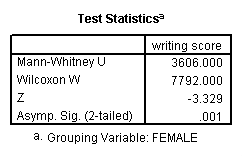 Test Statisticsa
writing score
Mann-Whitney U 3606.000
Wilcoxon W 7792.000
Z -3.329
Asymp. Sig. (2-tailed) .001
a. Grouping Variable: FEMALE